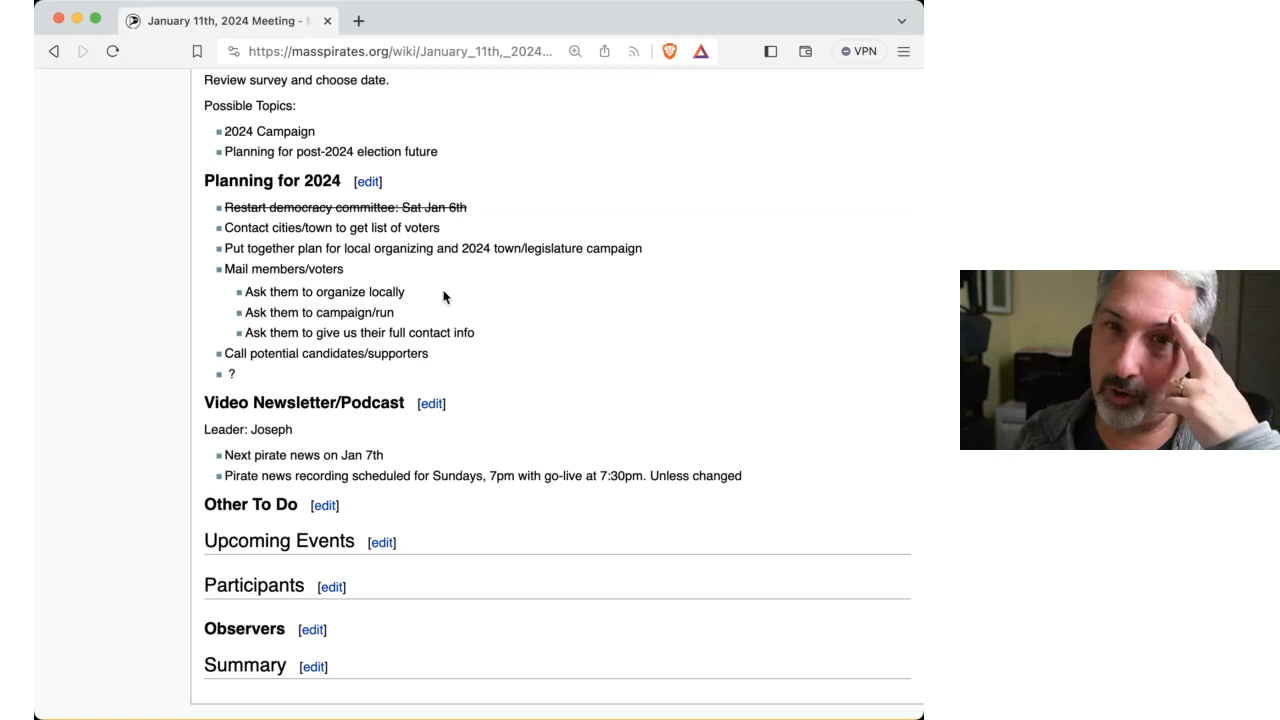 January 11th, 2024 Meeting -
https://masspirates.org/wiki/January_11th,_2024...
VPN
Review survey and choose date.
Possible Topics:
2024 Campaign
Planning for post-2024 election future
Planning for 2024 [edit]
Restart democracy committee: Sat Jan 6th
Contact cities/town to get list of voters
Put together plan for local organizing and 2024 town/legislature campaign
Mail members/voters
Ask them to organize locally
Ask them to campaign/run
Ask them to give us their full contact info
Call potential candidates/supporters
?
Video Newsletter/Podcast [edit]
Leader: Joseph
Next pirate news on Jan 7th
Pirate news recording scheduled for Sundays, 7pm with go-live at 7:30pm. Unless changed
Other To Do [edit]
Upcoming Events [edit]
Participants [edit]
Observers [edit]
Summary [edit]